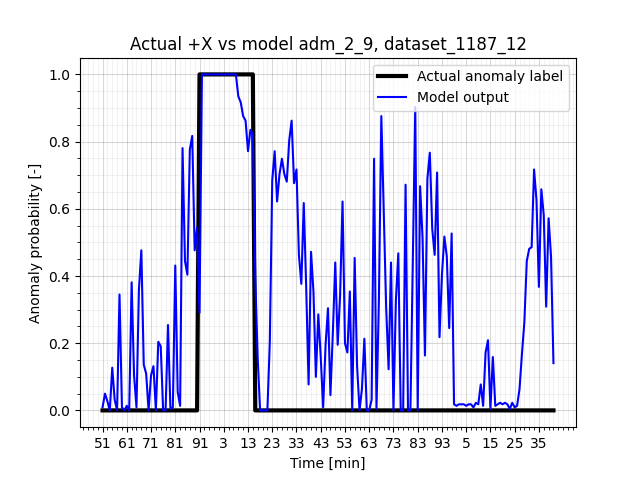 Actual +X vs model adm_2_9, dataset_1187_12
Actual anomaly label
Model output
Anomaly probability [-]
1.0
0.8
0.6
0.4
0.2
0.0
51 61 71 81 91 3 13 23 33 43 53 63 73 83 93 5 15 25 35
Time [min]